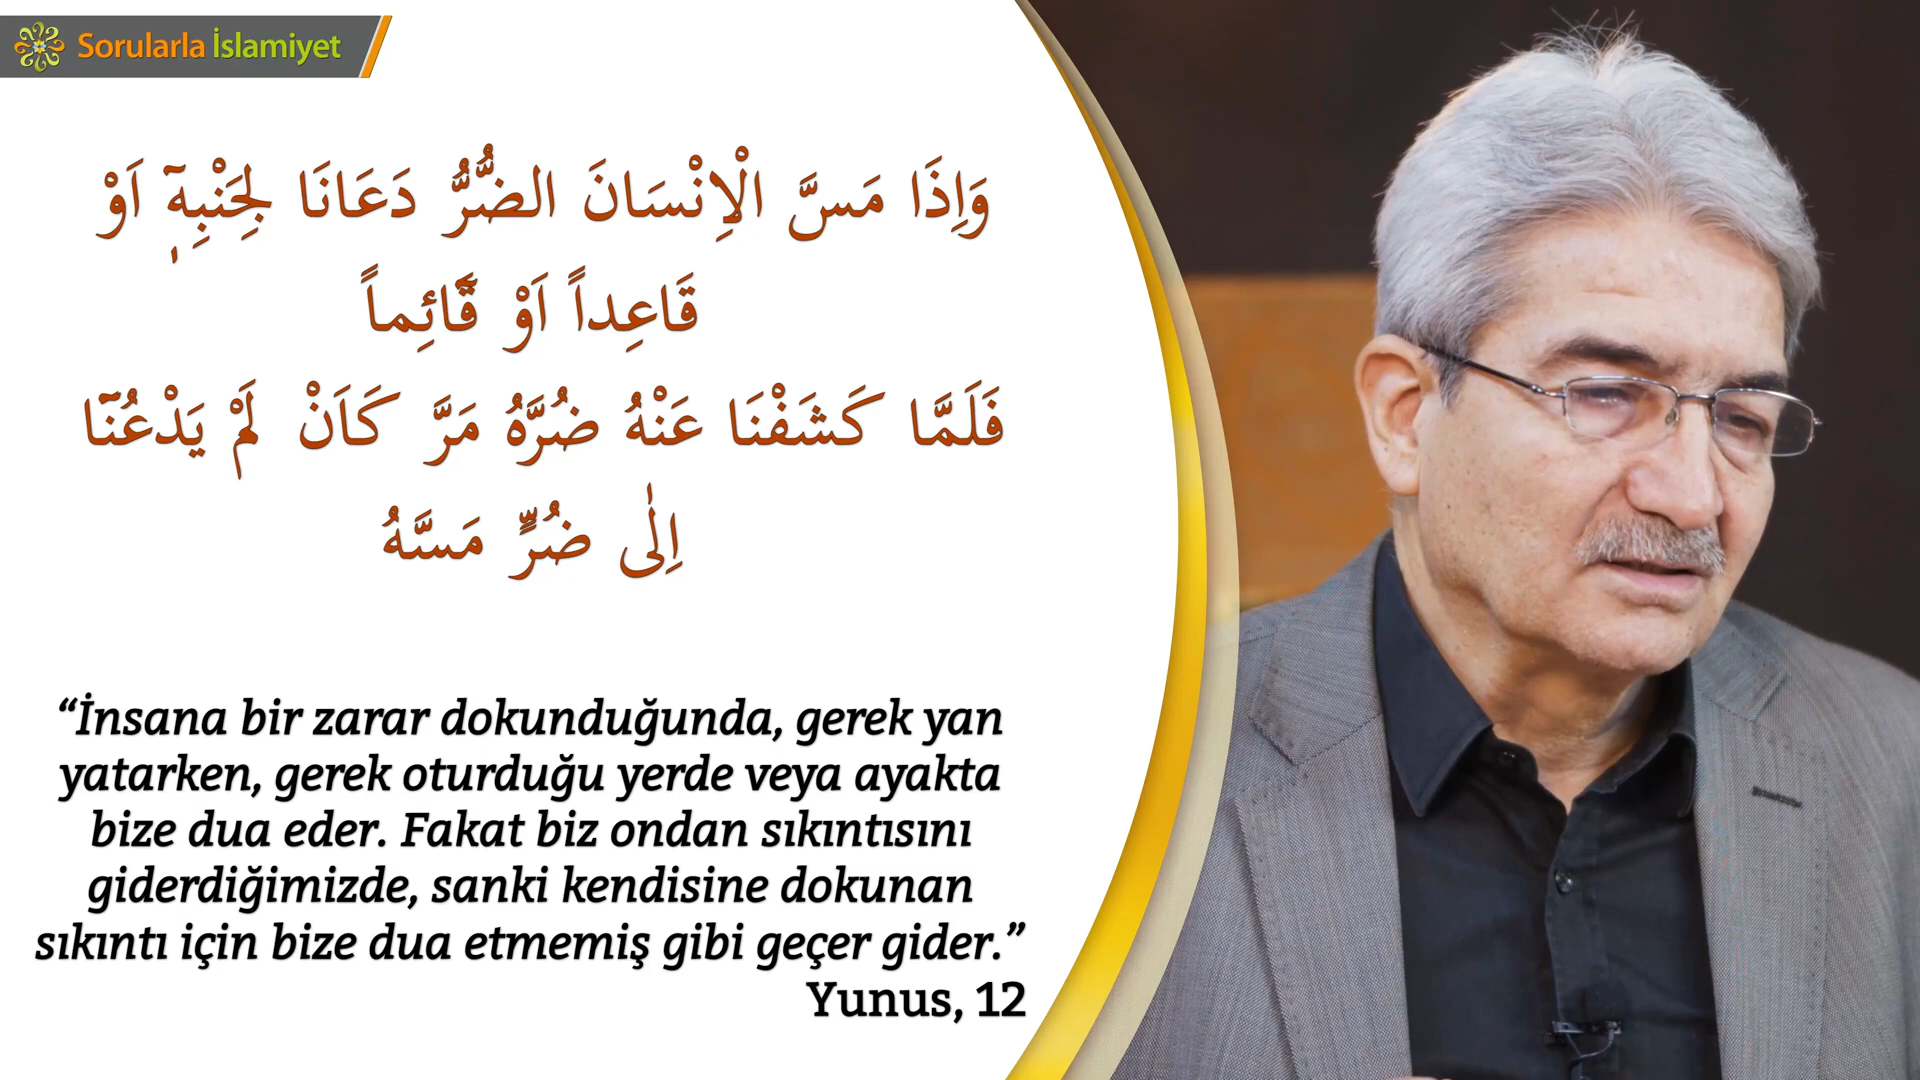 Sorularla İslamiyet
وَاِذَا مَسَّ الْاِنْسَانَ الضُّرُّ دَعَانَا لِجَنْبِه۪ٓ اَوْ
قَاعِداً اَوْ قَٓائِماً
فَلَمَّا كَشَفْنَا عَنْهُ ضُرَّهُ مَرَّ كَاَنْ لَمْ يَدْعُنَٓا
اِلٰى ضُرٍّ مَسَّهُ
“İnsana bir zarar dokunduğunda, gerek yan
yatarken, gerek oturduğu yerde veya ayakta
bize dua eder. Fakat biz ondan sıkıntısını
giderdiğimizde, sanki kendisine dokunan
sıkıntı için bize dua etmemiş gibi geçer gider.”
Yunus, 12